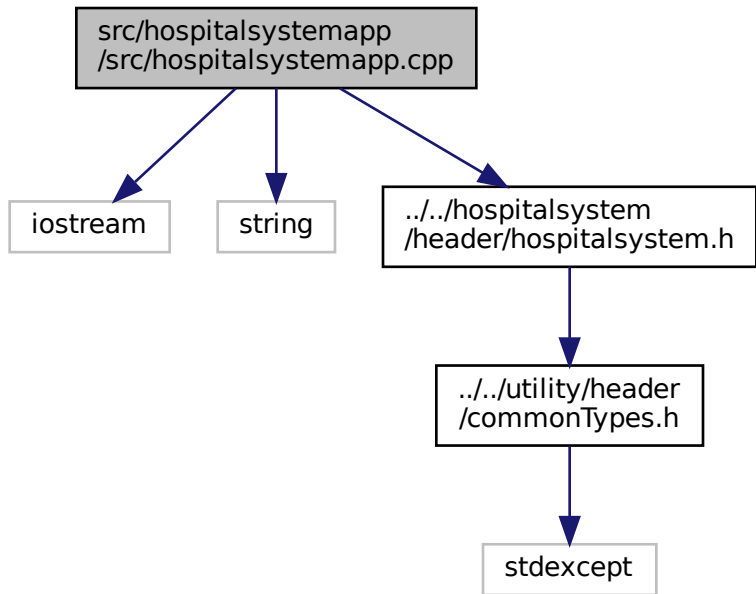 src/hospitalsystemapp
/src/hospitalsystemapp.cpp
iostream
string
../../hospitalsystem
/header/hospitalsystem.h
../../utility/header
/commonTypes.h
stdexcept